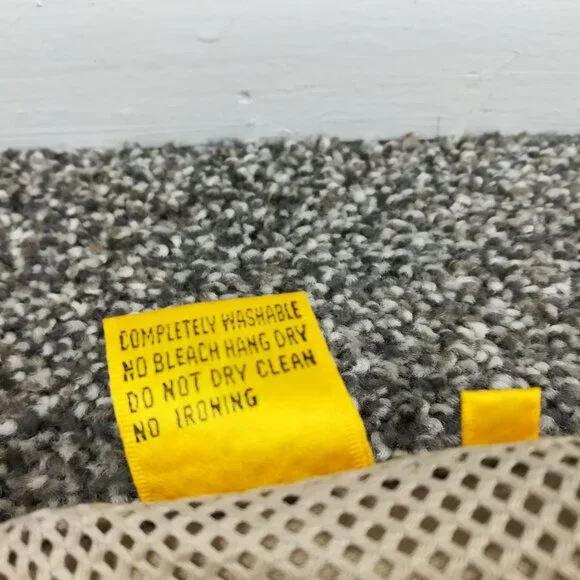 COMPLETELY WASHABLE
NO BLEACH HANG DRY
DO NOT DRY CLEAN
NO IRONING